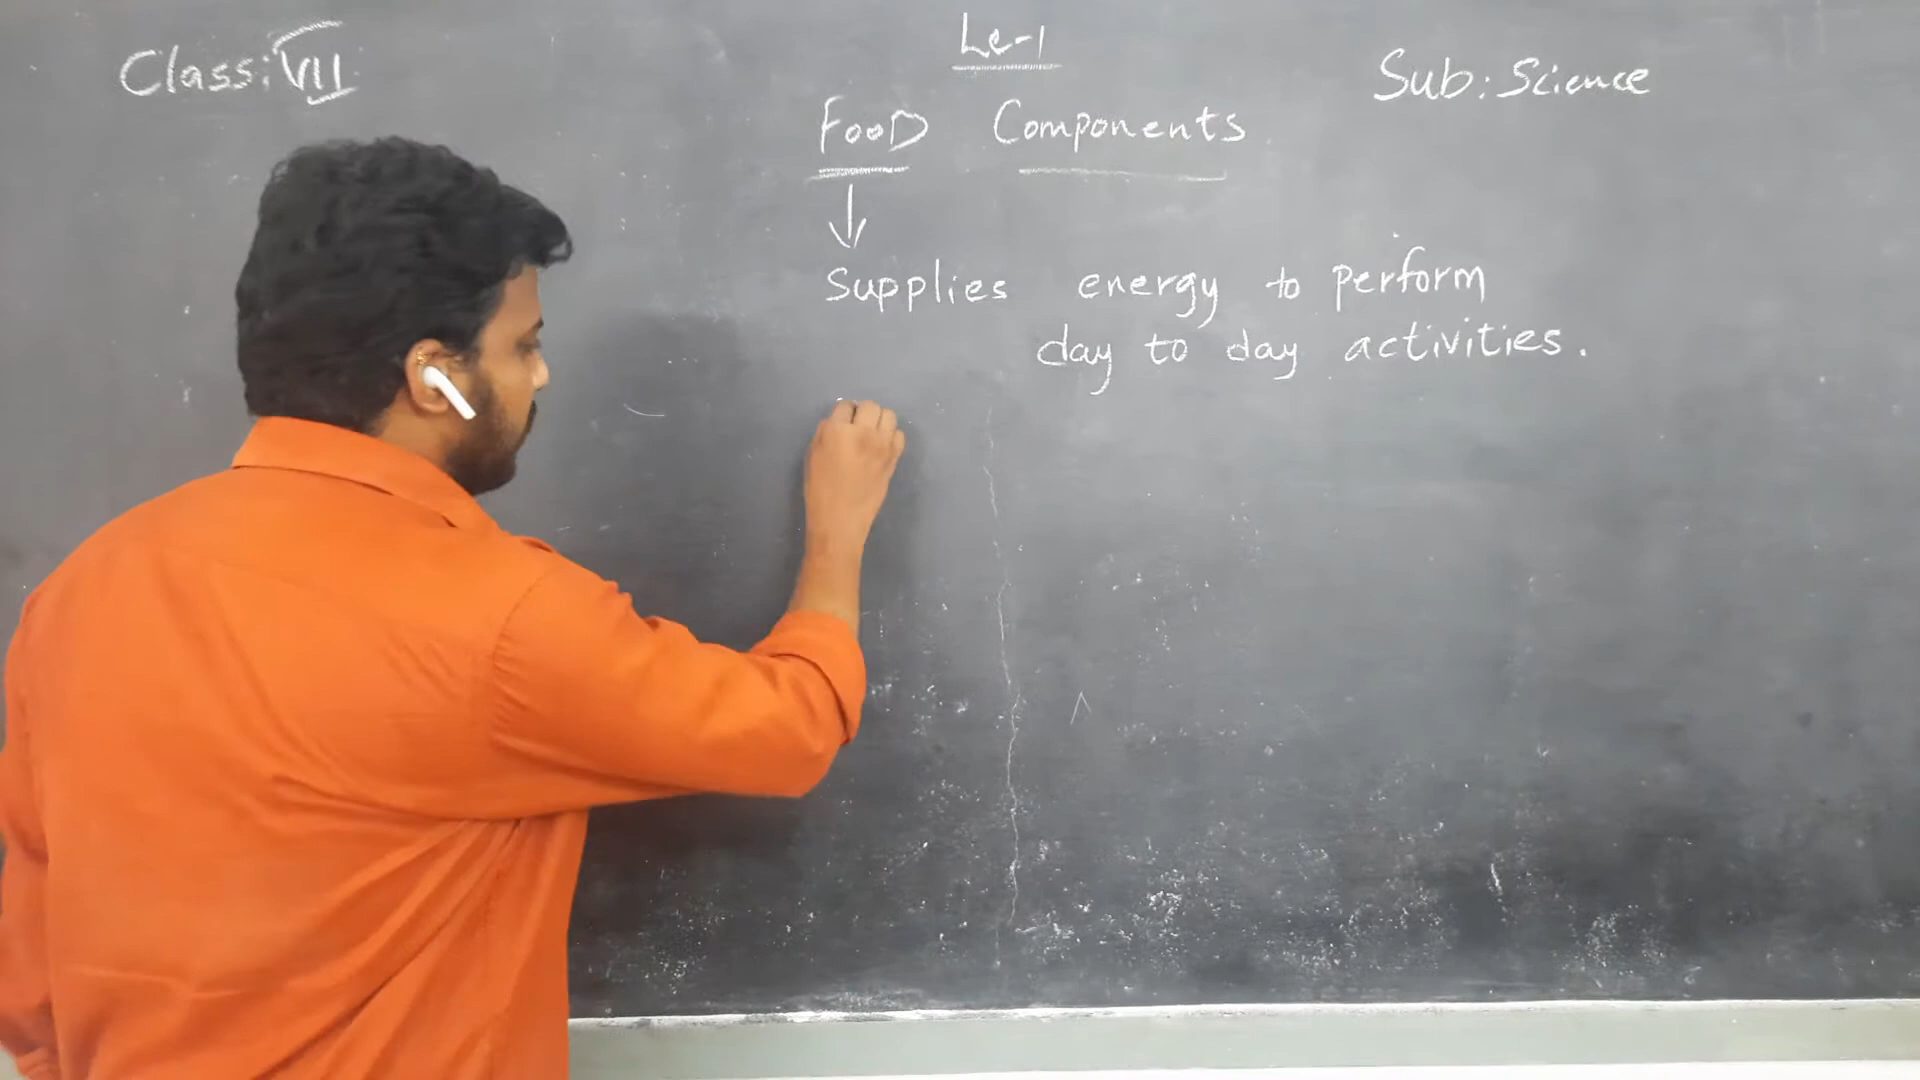 Le-1
Class: VII
Sub: Science
FooD Components
Supplies energy to perform
day to day activities.